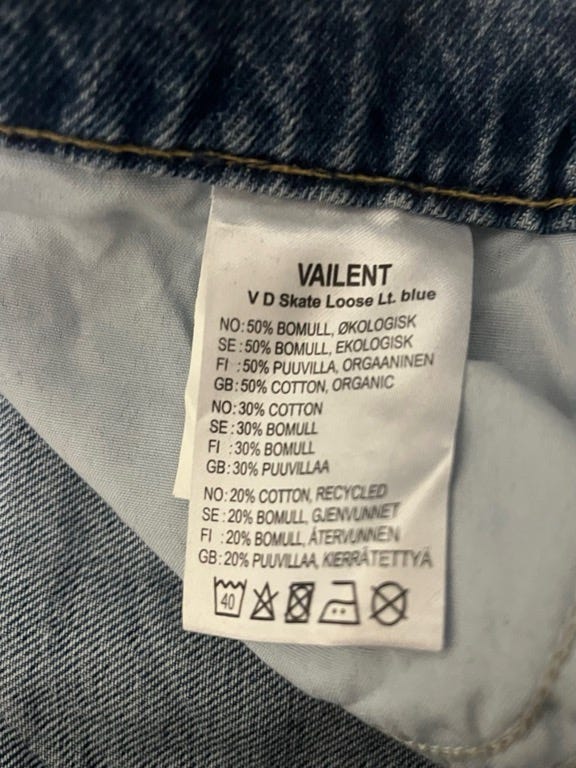 VAILENT
V D Skate Loose Lt. blue
NO:50% BOMULL, ØKOLOGISK
SE:50% BOMULL, EKOLOGISK
FI :50% PUUVILLA, ORGAANINEN
GB:50% COTTON, ORGANIC
NO:30% COTTON
SE:30% BOMULL
FI :30% BOMULL
GB:30% PUUVILLAA
NO:20% COTTON, RECYCLED
SE:20% BOMULL, GJENVUNNET
FI :20% BOMULL, ÅTERVUNNEN
GB:20% PUUVILLAA, KIERRÄTETTYÄ
40